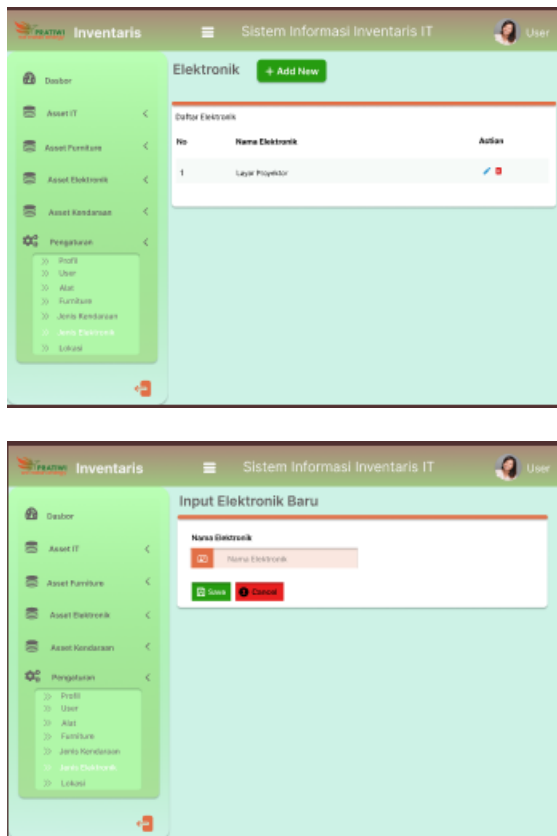 PRATIWI Inventaris Sistem Informasi Inventaris IT User
Elektronik + Add New
Dasbor
Asset IT
Asset Furniture
Asset Elektronik
Asset Kendaraan
Pengaturan
Profil
User
Alat
Furniture
Jenis Kendaraan
Jenis Elektronik
Lokasi
Daftar Elektronik
No Nama Elektronik Action
1 Layar Proyektor
PRATIWI Inventaris Sistem Informasi Inventaris IT User
Input Elektronik Baru
Dasbor
Asset IT
Asset Furniture
Asset Elektronik
Asset Kendaraan
Pengaturan
Profil
User
Alat
Furniture
Jenis Kendaraan
Jenis Elektronik
Lokasi
Nama Elektronik
Nama Elektronik
Save Cancel